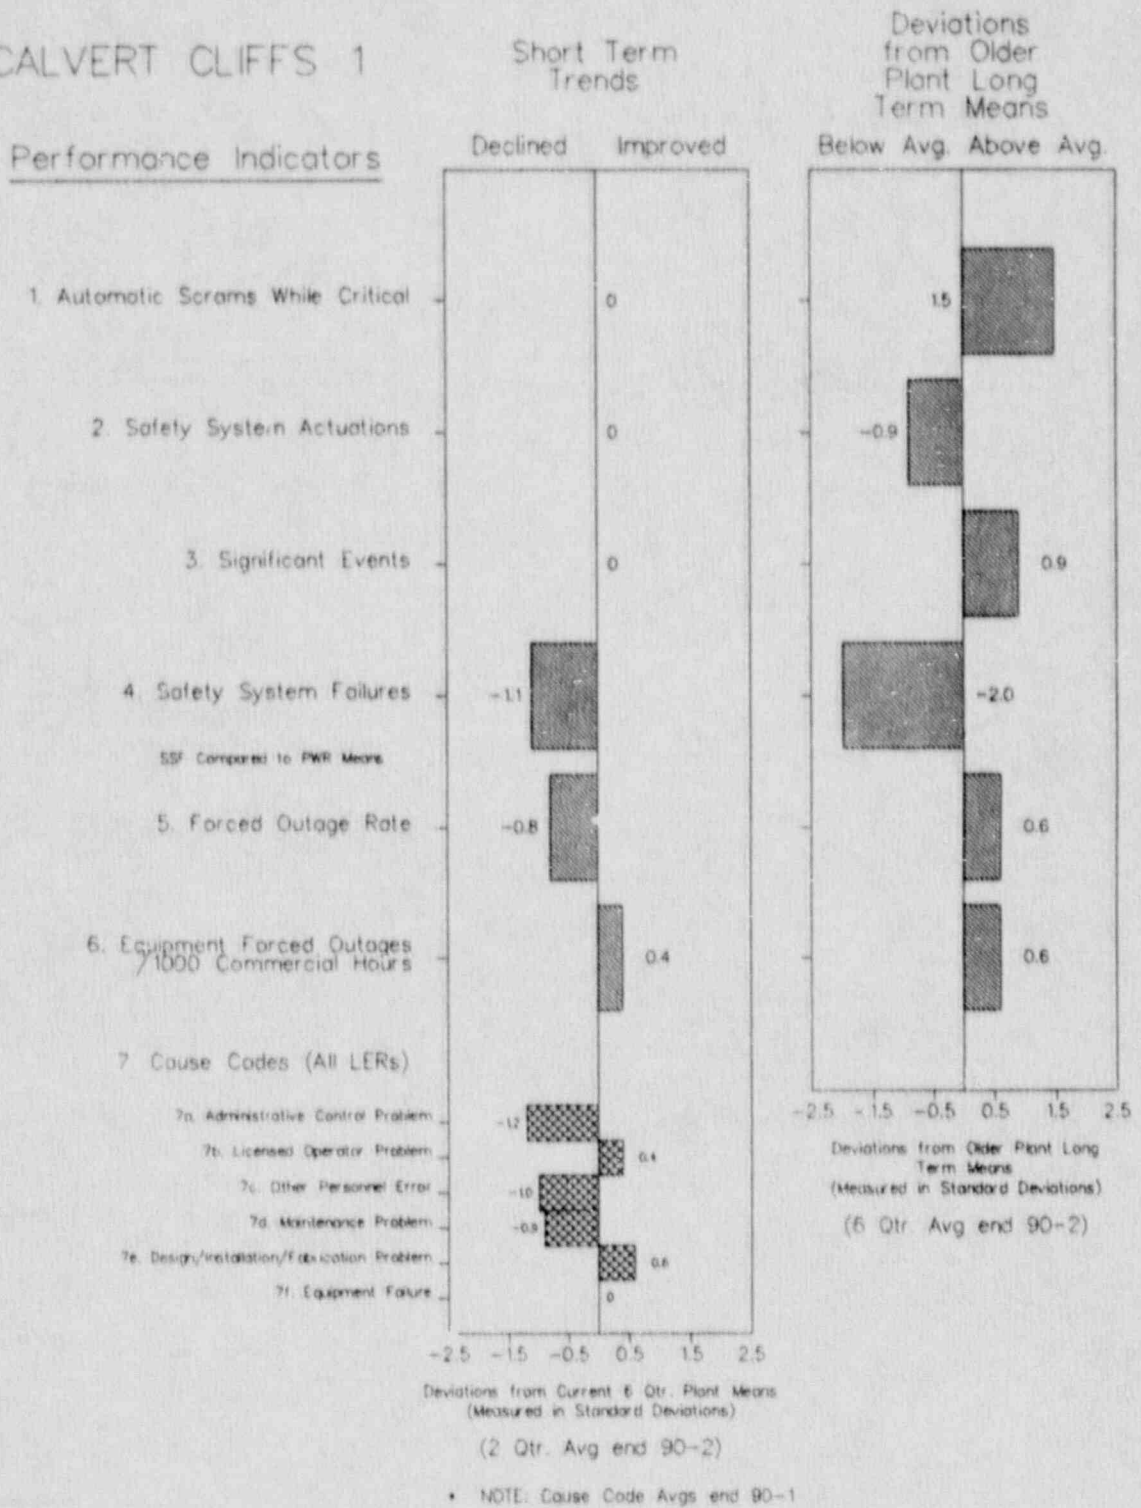 CALVERT CLIFFS 1
Short Term
Trends
Deviations
from Older
Plant Long
Term Means
Performance Indicators
Declined Improved
Below Avg. Above Avg.
1. Automatic Scrams While Critical
0
1.5
2. Safety System Actuations
0
-0.9
3. Significant Events
0
0.9
4. Safety System Failures
-1.1
-2.0
SSF Compared to PWR Means
5. Forced Outage Rate
-0.8
0.6
6. Equipment Forced Outages
/1000 Commercial Hours
0.4
0.6
7 Cause Codes (All LERs)
7a. Administrative Control Problem
-1.2
7b. Licensed Operator Problem
0.4
7c. Other Personnel Error
-1.0
7d. Maintenance Problem
-0.9
7e. Design/Installation/Fabrication Problem
0.6
7f. Equipment Failure
0
-2.5 -1.5 -0.5 0.5 1.5 2.5
Deviations from Current 6 Qtr. Plant Means
(Measured in Standard Deviations)
(2 Qtr. Avg end 90-2)
• NOTE: Cause Code Avgs end 90-1
-2.5 -1.5 -0.5 0.5 1.5 2.5
Deviations from Older Plant Long
Term Means
(Measured in Standard Deviations)
(6 Qtr. Avg end 90-2)